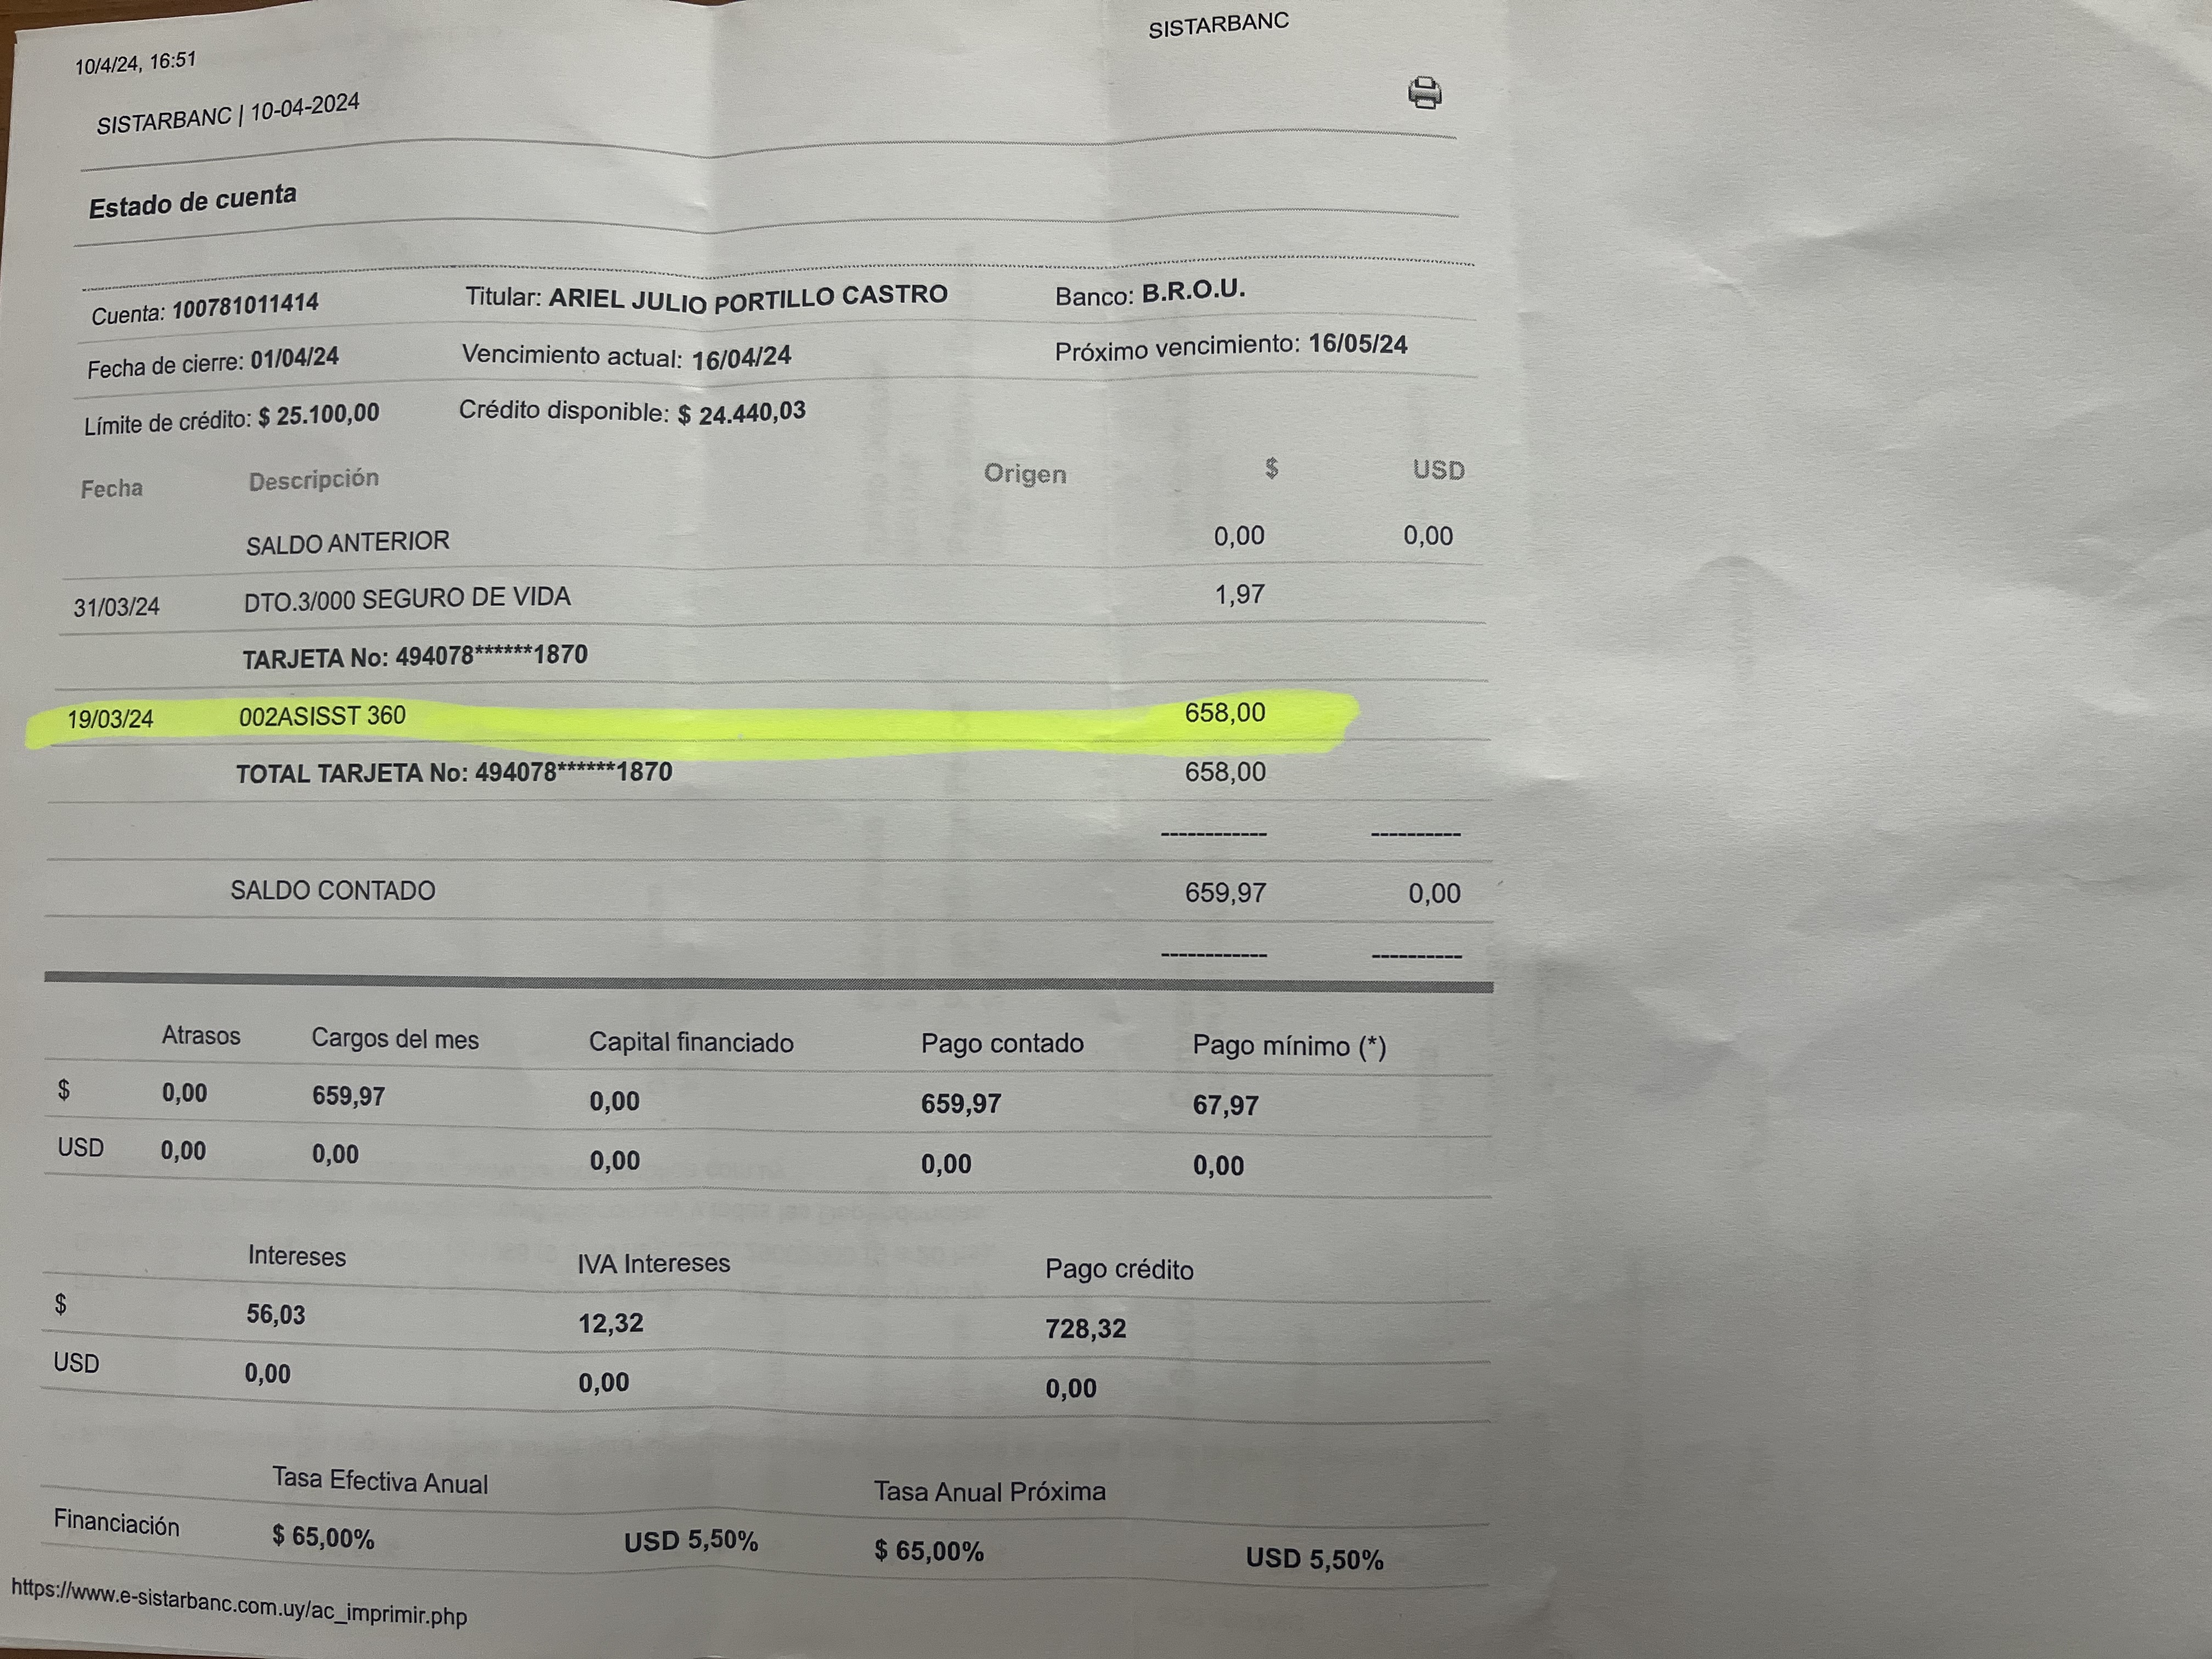 10/4/24, 16:51 SISTARBANC
SISTARBANC | 10-04-2024
Estado de cuenta
Cuenta: 10078101141​4 Titular: ARIEL JULIO PORTILLO CASTRO Banco: B.R.O.U.
Fecha de cierre: 01/04/24 Vencimiento actual: 16/04/24 Próximo vencimiento: 16/05/24
Límite de crédito: $ 25.100,00 Crédito disponible: $ 24.440,03
Fecha Descripción Origen $ USD
SALDO ANTERIOR 0,00 0,00
31/03/24 DTO.3/000 SEGURO DE VIDA 1,97
TARJETA No: 494078******1870
19/03/24 002ASISST 360 658,00
TOTAL TARJETA No: 494078******1870 658,00
----------- -----------
SALDO CONTADO 659,97 0,00
----------- -----------
Atrasos Cargos del mes Capital financiado Pago contado Pago mínimo (*)
$ 0,00 659,97 0,00 659,97 67,97
USD 0,00 0,00 0,00 0,00 0,00
Intereses IVA Intereses Pago crédito
$ 56,03 12,32 728,32
USD 0,00 0,00 0,00
Tasa Efectiva Anual Tasa Anual Próxima
Financiación $ 65,00% USD 5,50% $ 65,00% USD 5,50%
https://www.e-sistarbanc.com.uy/ac_imprimir.php